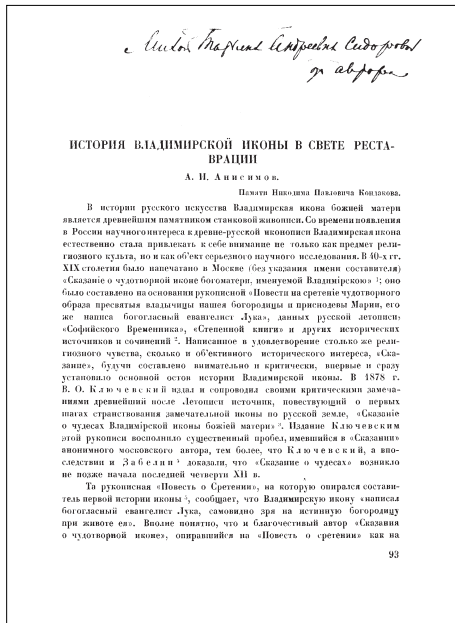 Андреевне Сидоровой
от автора
ИСТОРИЯ ВЛАДИМИРСКОЙ ИКОНЫ В СВЕТЕ РЕСТА-
ВРАЦИИ
А. И. Анисимов.
Памяти Никодима Павловича Кондакова.
В истории русского искусства Владимирская икона божией матери
является древнейшим памятником станковой живописи. Со времени появления
в России научного интереса к древне-русской иконописи Владимирская икона
естественно стала привлекать к себе внимание не только как предмет рели-
гиозного культа, но и как об'ект серьезного научного исследования. В 40-х гг.
XIX столетия было напечатано в Москве (без указания имени составителя)
«Сказаніе о чудотворной иконе богоматери, именуемой Владимірскою» 1; оно
было составлено на основании рукописной «Повести на сретеніе чудотворного
образа пресвятыя владычицы нашея богородицы и приснодевы Марии, его
же написа богогласный евангелист Лука», данных русской летописи:
«Софийского Временника», «Степенной книги» и других исторических
источников и сочинений 2. Написанное в удовлетворение столько же рели-
гиозного чувства, сколько и об'ективного исторического интереса, «Ска-
зание», будучи составлено внимательно и критически, впервые и сразу
установило основной остов истории Владимирской иконы. В 1878 г.
В. О. Ключевский издал и сопроводил своими критическими замеча-
ниями древнийший после Летописи источник, повествующий о первых
шагах странствования замечательной иконы по русской земле, «Сказаніе
о чудесах Владимірской иконы божіей матери» 3. Издание Ключевским
этой рукописи восполнило существенный пробел, имевшийся в «Сказании»
анонимного московского автора, тем более, что Ключевский, а впо-
следствии и Забелин 4 доказали, что «Сказание о чудесах» возникло
не позже начала последней четверти XII в.
Та рукописная «Повесть о Сретении», на которую опирался состави-
тель первой истории иконы 5, сообщает, что Владимирскую икону «написал
богогласный евангелист Лука, самовидно зря на истинную богородицу
при животе ея». Вполне понятно, что и благочестивый автор «Сказания
о чудотворной иконе», опиравшийся на «Повесть о сретении» как на
93